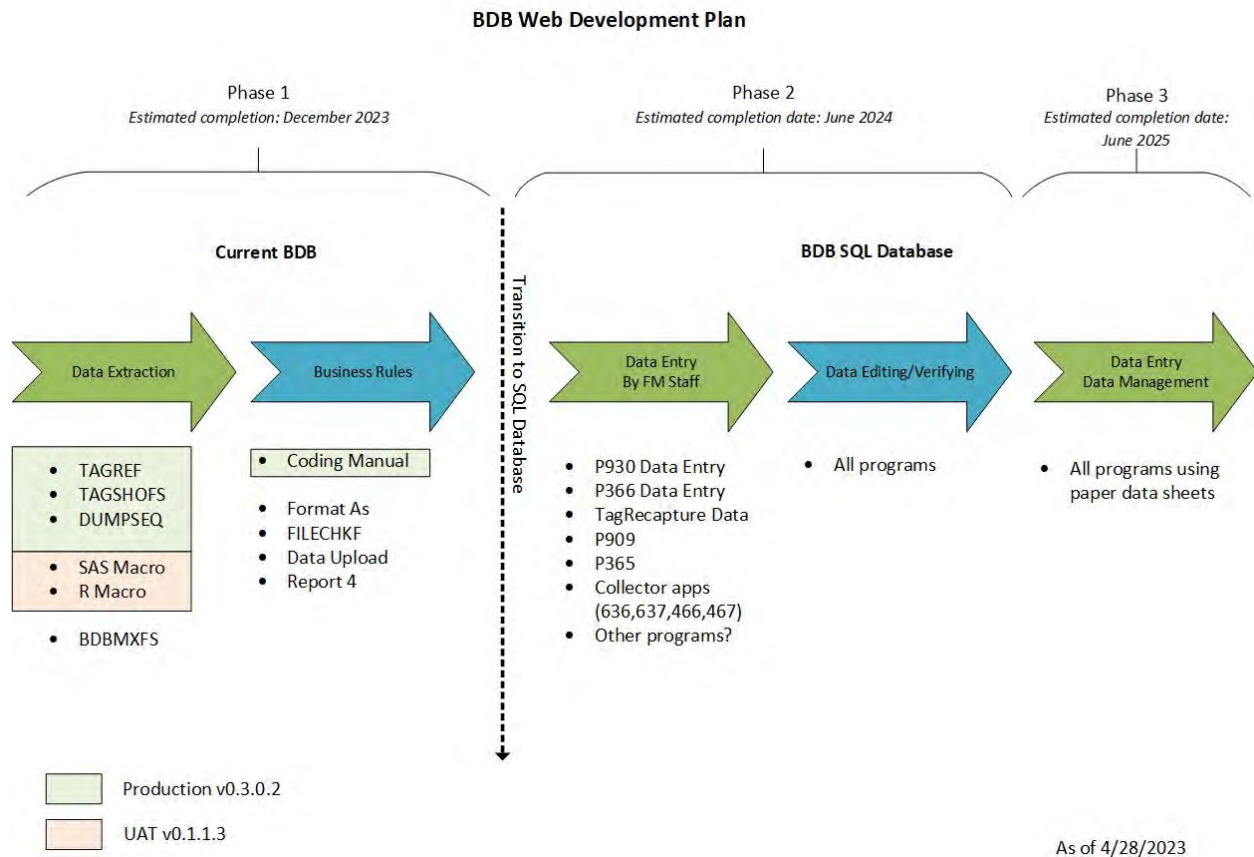 BDB Web Development Plan
Phase 1
Estimated completion: December 2023
Phase 2
Estimated completion date: June 2024
Phase 3
Estimated completion date:
June 2025
Current BDB
BDB SQL Database
Transition to SQL Database
Data Extraction
Business Rules
Data Entry
By FM Staff
Data Editing/Verifying
Data Entry
Data Management
• TAGREF
• TAGSHOFS
• DUMPSEQ
• SAS Macro
• R Macro
• BDBMXFS
• Coding Manual
• Format As
• FILECHKF
• Data Upload
• Report 4
• P930 Data Entry
• P366 Data Entry
• TagRecapture Data
• P909
• P365
• Collector apps
(636,637,466,467)
• Other programs?
• All programs
• All programs using
paper data sheets
Production v0.3.0.2
UAT v0.1.1.3
As of 4/28/2023